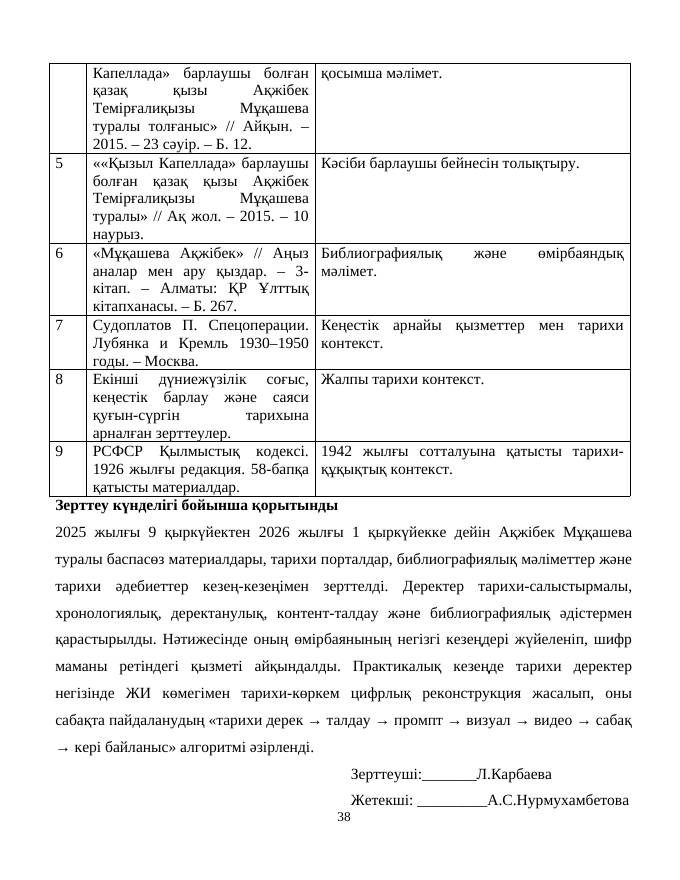 Капеллада» барлаушы болған
қазақ қызы Ақжібек
Темірғалиқызы Мұқашева
туралы толғаныс» // Айқын. –
2015. – 23 сәуір. – Б. 12.
қосымша мәлімет.
5
««Қызыл Капеллада» барлаушы
болған қазақ қызы Ақжібек
Темірғалиқызы Мұқашева
туралы» // Ақ жол. – 2015. – 10
наурыз.
Кәсіби барлаушы бейнесін толықтыру.
6
«Мұқашева Ақжібек» // Аңыз
аналар мен ару қыздар. – 3-
кітап. – Алматы: ҚР Ұлттық
кітапханасы. – Б. 267.
Библиографиялық және өмірбаяндық
мәлімет.
7
Судоплатов П. Спецоперации.
Лубянка и Кремль 1930–1950
годы. – Москва.
Кеңестік арнайы қызметтер мен тарихи
контекст.
8
Екінші дүниежүзілік соғыс,
кеңестік барлау және саяси
қуғын-сүргін тарихына
арналған зерттеулер.
Жалпы тарихи контекст.
9
РСФСР Қылмыстық кодексі.
1926 жылғы редакция. 58-бапқа
қатысты материалдар.
1942 жылғы сотталуына қатысты тарихи-
құқықтық контекст.
Зерттеу күнделігі бойынша қорытынды
2025 жылғы 9 қыркүйектен 2026 жылғы 1 қыркүйекке дейін Ақжібек Мұқашева
туралы баспасөз материалдары, тарихи порталдар, библиографиялық мәліметтер және
тарихи әдебиеттер кезең-кезеңімен зерттелді. Деректер тарихи-салыстырмалы,
хронологиялық, деректанулық, контент-талдау және библиографиялық әдістермен
қарастырылды. Нәтижесінде оның өмірбаянының негізгі кезеңдері жүйеленіп, шифр
маманы ретіндегі қызметі айқындалды. Практикалық кезеңде тарихи деректер
негізінде ЖИ көмегімен тарихи-көркем цифрлық реконструкция жасалып, оны
сабақта пайдаланудың «тарихи дерек → талдау → промпт → визуал → видео → сабақ
→ кері байланыс» алгоритмі әзірленді.
Зерттеуші:_______Л.Карбаева
Жетекші: _________А.С.Нурмухамбетова
38